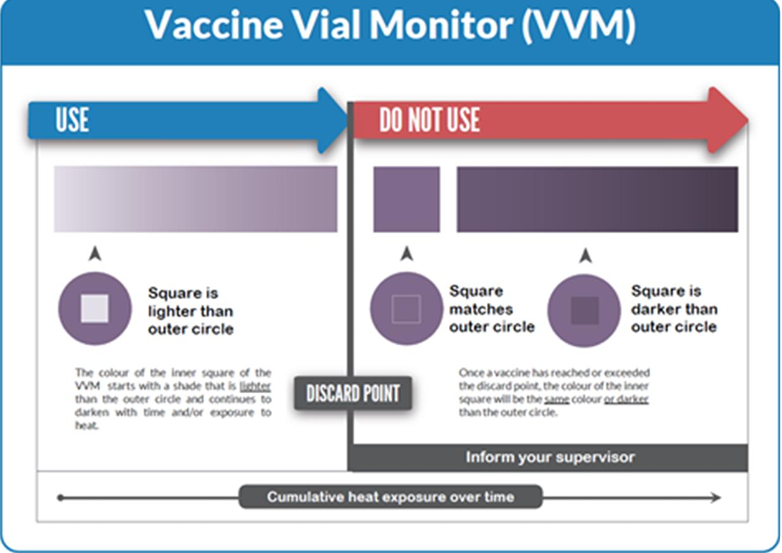 Vaccine Vial Monitor (VVM)
USE
DO NOT USE
Square is
lighter than
outer circle
Square
matches
outer circle
Square is
darker than
outer circle
The colour of the inner square of the
VVM starts with a shade that is lighter
than the outer circle and continues to
darken with time and/or exposure to
heat.
DISCARD POINT
Once a vaccine has reached or exceeded
the discard point, the colour of the inner
square will be the same colour or darker
than the outer circle.
Inform your supervisor
Cumulative heat exposure over time